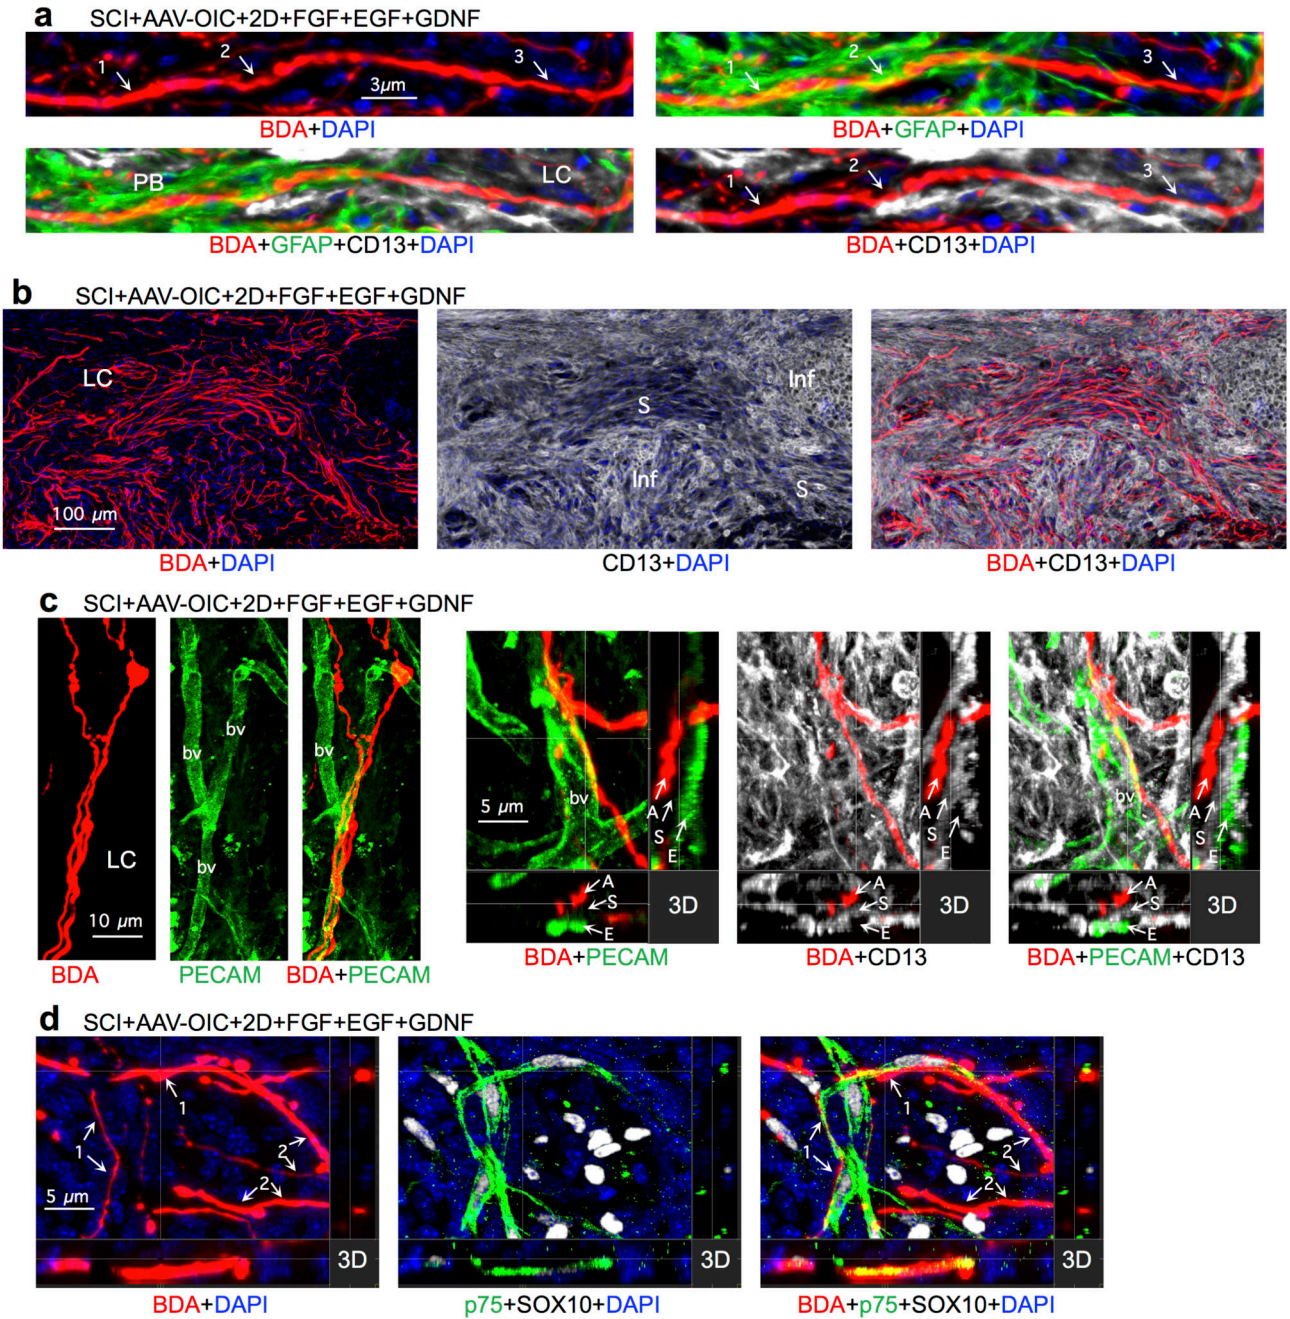 a SCI+AAV-OIC+2D+FGF+EGF+GDNF
1 2 3
3µm
1 2 3
BDA+DAPI
BDA+GFAP+DAPI
PB LC
1 2 3
BDA+GFAP+CD13+DAPI
BDA+CD13+DAPI
b SCI+AAV-OIC+2D+FGF+EGF+GDNF
LC
100 µm
S Inf
Inf S
BDA+DAPI
CD13+DAPI
BDA+CD13+DAPI
c SCI+AAV-OIC+2D+FGF+EGF+GDNF
LC
10 µm
bv bv
bv
bv
BDA
PECAM
BDA+PECAM
5 µm
bv
A
S
E
A
S
E
3D
A
S
E
A
S
E
3D
bv
A
S
E
A
S
E
3D
BDA+PECAM
BDA+CD13
BDA+PECAM+CD13
d SCI+AAV-OIC+2D+FGF+EGF+GDNF
1
1
2
2
5 µm
3D
3D
1
1
2
2
3D
BDA+DAPI
p75+SOX10+DAPI
BDA+p75+SOX10+DAPI